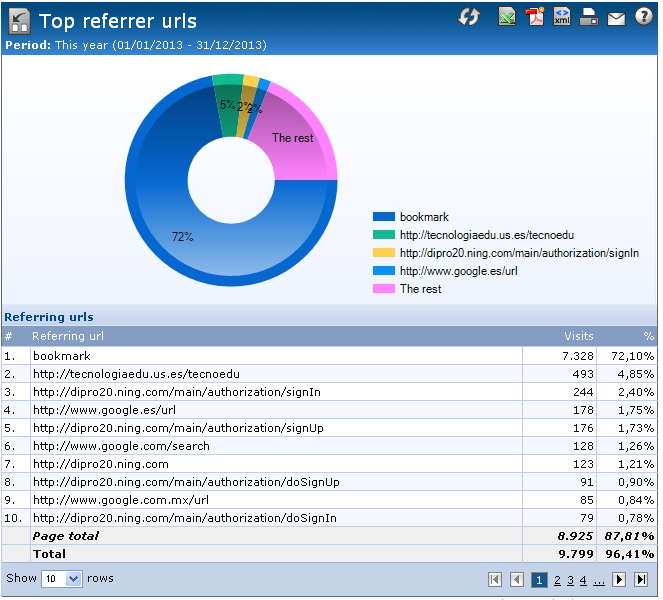 Top referrer urls
Period: This year (01/01/2013 - 31/12/2013)
xml
?
5% 2% 2%
The rest
72%
bookmark
http://tecnologiaedu.us.es/tecnoedu
http://dipro20.ning.com/main/authorization/signIn
http://www.google.es/url
The rest
Referring urls
# Referring url Visits %
1. bookmark 7.328 72,10%
2. http://tecnologiaedu.us.es/tecnoedu 493 4,85%
3. http://dipro20.ning.com/main/authorization/signIn 244 2,40%
4. http://www.google.es/url 178 1,75%
5. http://dipro20.ning.com/main/authorization/signUp 176 1,73%
6. http://www.google.com/search 128 1,26%
7. http://dipro20.ning.com 123 1,21%
8. http://dipro20.ning.com/main/authorization/doSignUp 91 0,90%
9. http://www.google.com.mx/url 85 0,84%
10. http://dipro20.ning.com/main/authorization/doSignIn 79 0,78%
Page total 8.925 87,81%
Total 9.799 96,41%
Show 10 rows 1 2 3 4 ...